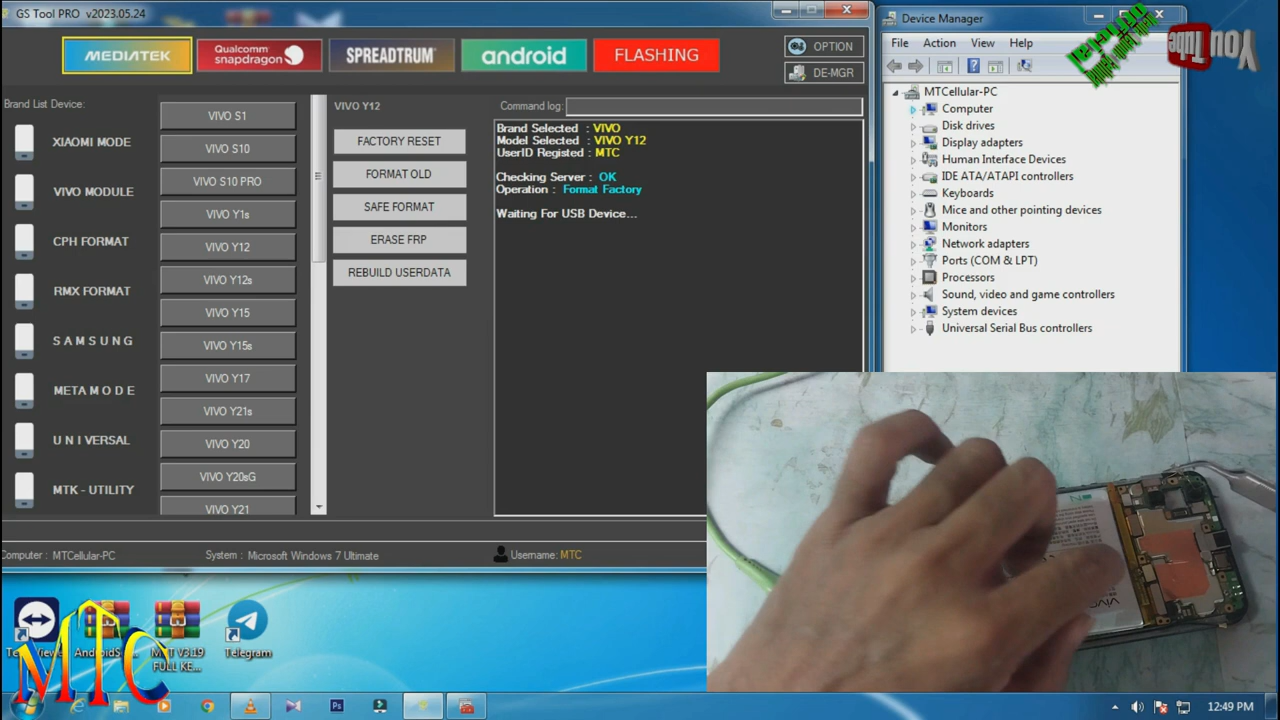 GS Tool PRO v2023.05.24
MEDIATEK
Qualcomm snapdragon
SPREADTRUM
android
FLASHING
OPTION
DE-MGR
Brand List Device:
XIAOMI MODE
VIVO MODULE
CPH FORMAT
RMX FORMAT
S A M S U N G
META M O D E
U N I VERSAL
MTK - UTILITY
VIVO S1
VIVO S10
VIVO S10 PRO
VIVO Y1s
VIVO Y12
VIVO Y12s
VIVO Y15
VIVO Y15s
VIVO Y17
VIVO Y21s
VIVO Y20
VIVO Y20sG
VIVO Y21
VIVO Y12
FACTORY RESET
FORMAT OLD
SAFE FORMAT
ERASE FRP
REBUILD USERDATA
Command log:
Brand Selected : VIVO
Model Selected : VIVO Y12
UserID Registed : MTC
Checking Server : OK
Operation : Format Factory
Waiting For USB Device...
Computer : MTCellular-PC
System : Microsoft Windows 7 Ultimate
Username: MTC
Device Manager
File Action View Help
MTCellular-PC
Computer
Disk drives
Display adapters
Human Interface Devices
IDE ATA/ATAPI controllers
Keyboards
Mice and other pointing devices
Monitors
Network adapters
Ports (COM & LPT)
Processors
Sound, video and game controllers
System devices
Universal Serial Bus controllers
YouTube
vivo
Telegram
FULL KE...
MTC
12:49 PM